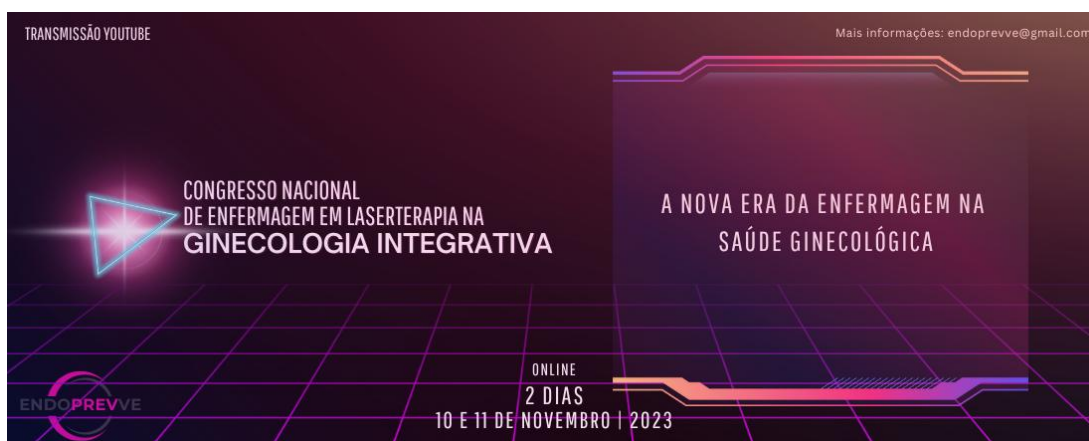 TRANSMISSÃO YOUTUBE
Mais informações: endoprevve@gmail.com
CONGRESSO NACIONAL
DE ENFERMAGEM EM LASERTERAPIA NA
GINECOLOGIA INTEGRATIVA
A NOVA ERA DA ENFERMAGEM NA
SAÚDE GINECOLÓGICA
ENDOPREVVE
ONLINE
2 DIAS
10 E 11 DE NOVEMBRO | 2023